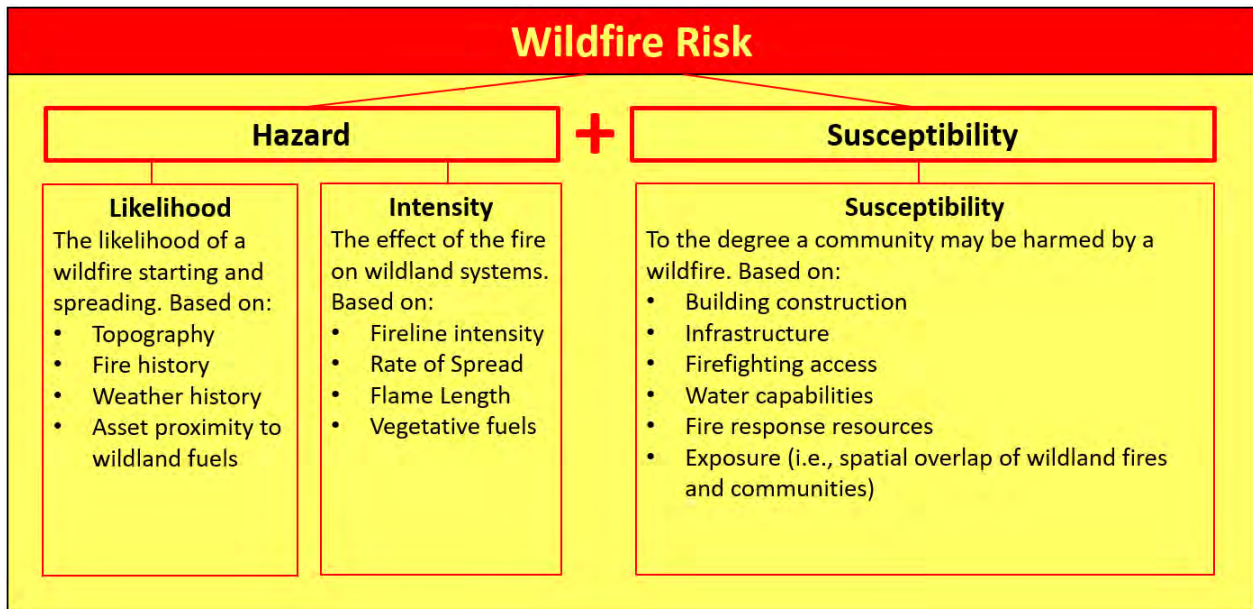 Wildfire Risk
Hazard
+
Susceptibility
Likelihood
The likelihood of a
wildfire starting and
spreading. Based on:
• Topography
• Fire history
• Weather history
• Asset proximity to
wildland fuels
Intensity
The effect of the fire
on wildland systems.
Based on:
• Fireline intensity
• Rate of Spread
• Flame Length
• Vegetative fuels
Susceptibility
To the degree a community may be harmed by a
wildfire. Based on:
• Building construction
• Infrastructure
• Firefighting access
• Water capabilities
• Fire response resources
• Exposure (i.e., spatial overlap of wildland fires
and communities)